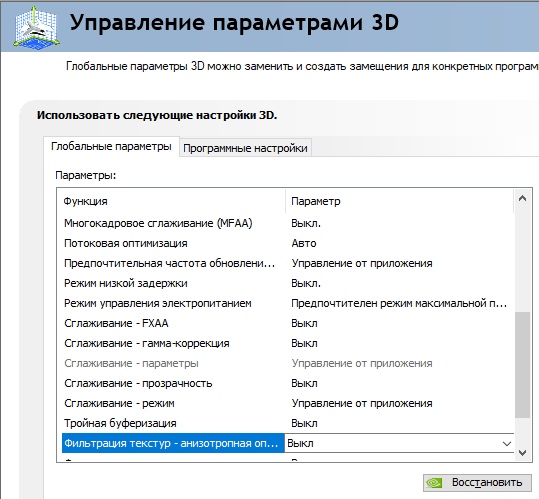 Управление параметрами 3D
Глобальные параметры 3D можно заменить и создать замещения для конкретных програм
Использовать следующие настройки 3D.
Глобальные параметры Программные настройки
Параметры:
Функция Параметр
Многокадровое сглаживание (MFAA) Выкл.
Потоковая оптимизация Авто
Предпочтительная частота обновлени... Управление от приложения
Режим низкой задержки Выкл.
Режим управления электропитанием Предпочтителен режим максимальной п...
Сглаживание - FXAA Выкл
Сглаживание - гамма-коррекция Выкл
Сглаживание - параметры Управление от приложения
Сглаживание - прозрачность Выкл
Сглаживание - режим Управление от приложения
Тройная буферизация Выкл
Фильтрация текстур - анизотропная оп... Выкл
Восстановить